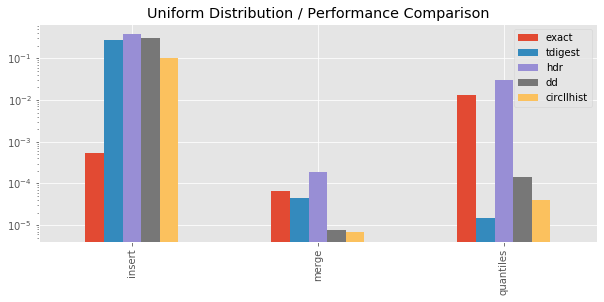 Uniform Distribution / Performance Comparison
exact
tdigest
hdr
dd
circllhist
10⁻¹
10⁻²
10⁻³
10⁻⁴
10⁻⁵
insert
merge
quantiles